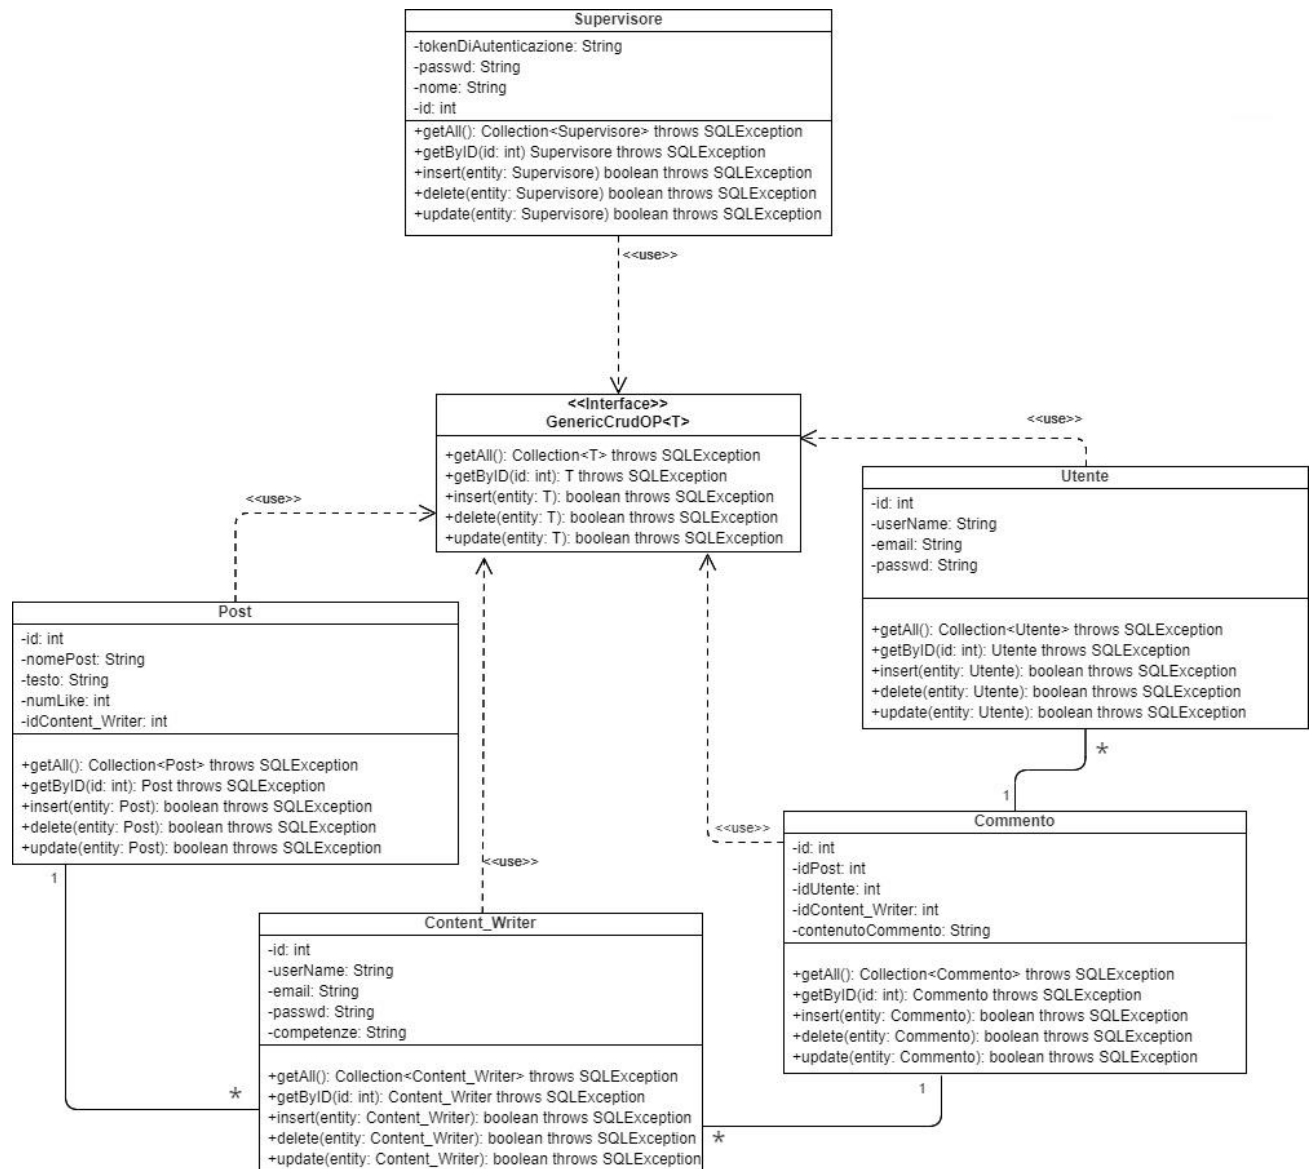 Supervisore
-tokenDiAutenticazione: String
-passwd: String
-nome: String
-id: int
+getAll(): Collection<Supervisore> throws SQLException
+getByID(id: int) Supervisore throws SQLException
+insert(entity: Supervisore) boolean throws SQLException
+delete(entity: Supervisore) boolean throws SQLException
+update(entity: Supervisore) boolean throws SQLException
<<use>>
<<Interface>>
GenericCrudOP<T>
+getAll(): Collection<T> throws SQLException
+getByID(id: int): T throws SQLException
+insert(entity: T): boolean throws SQLException
+delete(entity: T): boolean throws SQLException
+update(entity: T): boolean throws SQLException
<<use>>
Utente
-id: int
-userName: String
-email: String
-passwd: String
+getAll(): Collection<Utente> throws SQLException
+getByID(id: int): Utente throws SQLException
+insert(entity: Utente): boolean throws SQLException
+delete(entity: Utente): boolean throws SQLException
+update(entity: Utente): boolean throws SQLException
*
1
<<use>>
Post
-id: int
-nomePost: String
-testo: String
-numLike: int
-idContent_Writer: int
+getAll(): Collection<Post> throws SQLException
+getByID(id: int): Post throws SQLException
+insert(entity: Post): boolean throws SQLException
+delete(entity: Post): boolean throws SQLException
+update(entity: Post): boolean throws SQLException
1
*
<<use>>
Content_Writer
-id: int
-userName: String
-email: String
-passwd: String
-competenze: String
+getAll(): Collection<Content_Writer> throws SQLException
+getByID(id: int): Content_Writer throws SQLException
+insert(entity: Content_Writer): boolean throws SQLException
+delete(entity: Content_Writer): boolean throws SQLException
+update(entity: Content_Writer): boolean throws SQLException
<<use>>
Commento
-id: int
-idPost: int
-idUtente: int
-idContent_Writer: int
-contenutoCommento: String
+getAll(): Collection<Commento> throws SQLException
+getByID(id: int): Commento throws SQLException
+insert(entity: Commento): boolean throws SQLException
+delete(entity: Commento): boolean throws SQLException
+update(entity: Commento): boolean throws SQLException
1
*